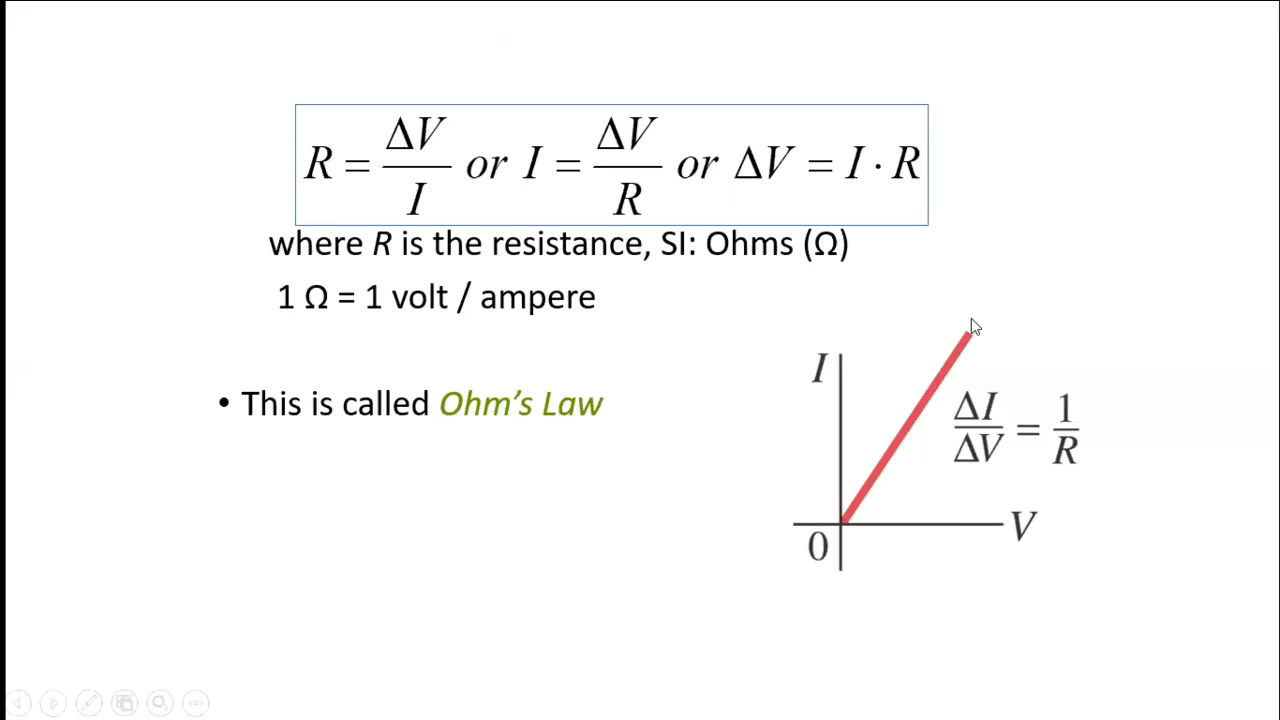 R = ΔV / I or I = ΔV / R or ΔV = I · R
where R is the resistance, SI: Ohms (Ω)
1 Ω = 1 volt / ampere
• This is called Ohm's Law
I
ΔI / ΔV = 1 / R
V
0